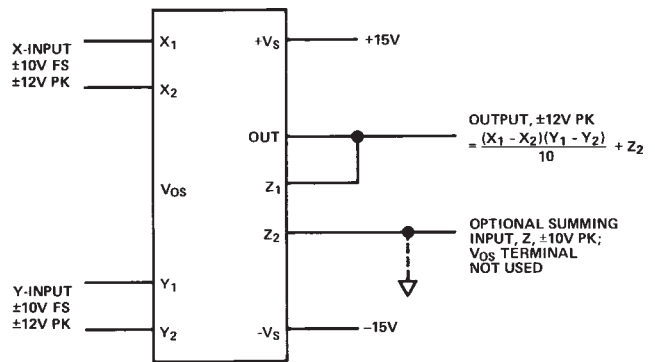 X-INPUT
±10V FS
±12V PK
X1
X2
+VS
+15V
OUT
OUTPUT, ±12V PK
= (X1 - X2)(Y1 - Y2) / 10 + Z2
Z1
VOS
Z2
OPTIONAL SUMMING
INPUT, Z, ±10V PK;
VOS TERMINAL
NOT USED
Y-INPUT
±10V FS
±12V PK
Y1
Y2
-VS
-15V